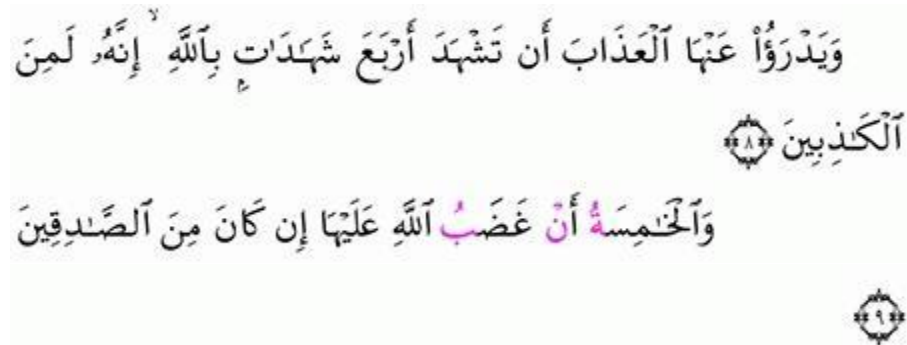 وَيَدْرَؤُا۟ عَنْهَا ٱلْعَذَابَ أَن تَشْهَدَ أَرْبَعَ شَهَـٰدَٰتٍۭ بِٱللَّهِ ۙ إِنَّهُۥ لَمِنَ
ٱلْكَـٰذِبِينَ ٨
وَٱلْخَـٰمِسَةُ أَنْ غَضَبُ ٱللَّهِ عَلَيْهَا إِن كَانَ مِنَ ٱلصَّـٰدِقِينَ
٩